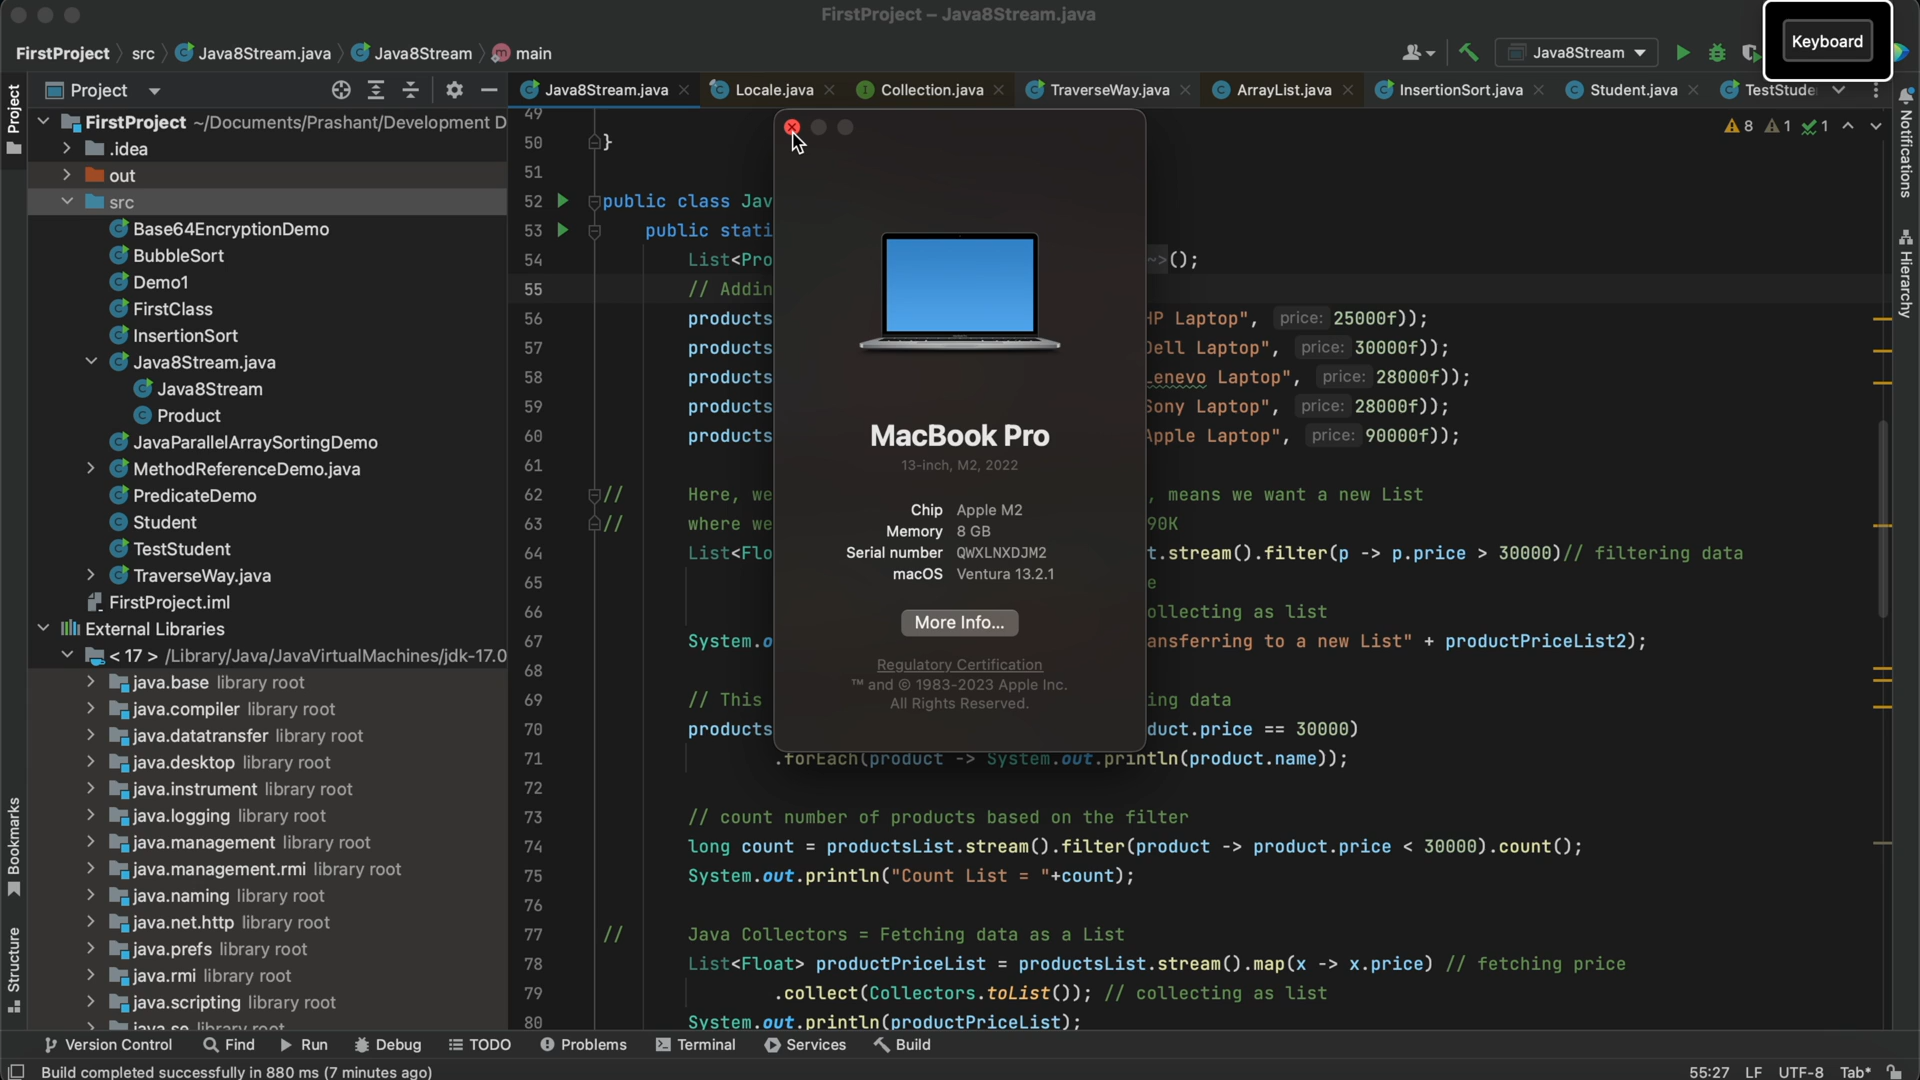 FirstProject – Java8Stream.java
Keyboard
FirstProject src Java8Stream.java Java8Stream main
Java8Stream
Project
Java8Stream.java Locale.java Collection.java TraverseWay.java ArrayList.java InsertionSort.java Student.java TestStude
Project
Notifications
Hierarchy
Bookmarks
Structure
FirstProject ~/Documents/Prashant/Development D
.idea
out
src
Base64EncryptionDemo
BubbleSort
Demo1
FirstClass
InsertionSort
Java8Stream.java
Java8Stream
Product
JavaParallelArraySortingDemo
MethodReferenceDemo.java
PredicateDemo
Student
TestStudent
TraverseWay.java
FirstProject.iml
External Libraries
< 17 > /Library/Java/JavaVirtualMachines/jdk-17.0
java.base library root
java.compiler library root
java.datatransfer library root
java.desktop library root
java.instrument library root
java.logging library root
java.management library root
java.management.rmi library root
java.naming library root
java.net.http library root
java.prefs library root
java.rmi library root
java.scripting library root
java.se library root
8 1 1
49
50 }
51
52 public class Jav
53 public stati
54 List<Pro ~>();
55 // Addin
56 products HP Laptop", price: 25000f));
57 products Dell Laptop", price: 30000f));
58 products Lenevo Laptop", price: 28000f));
59 products Sony Laptop", price: 28000f));
60 products Apple Laptop", price: 90000f));
61
62 // Here, we , means we want a new List
63 // where we 90K
64 List<Flo t.stream().filter(p -> p.price > 30000)// filtering data
65 e
66 ollecting as list
67 System.o ansferring to a new List" + productPriceList2);
68
69 // This ing data
70 products duct.price == 30000)
71 .forEach(product -> System.out.println(product.name));
72
73 // count number of products based on the filter
74 long count = productsList.stream().filter(product -> product.price < 30000).count();
75 System.out.println("Count List = "+count);
76
77 // Java Collectors = Fetching data as a List
78 List<Float> productPriceList = productsList.stream().map(x -> x.price) // fetching price
79 .collect(Collectors.toList()); // collecting as list
80 System.out.println(productPriceList);
MacBook Pro
13-inch, M2, 2022
Chip Apple M2
Memory 8 GB
Serial number QWXLNXDJM2
macOS Ventura 13.2.1
More Info...
Regulatory Certification
™ and © 1983-2023 Apple Inc.
All Rights Reserved.
Version Control Find Run Debug TODO Problems Terminal Services Build
Build completed successfully in 880 ms (7 minutes ago)
55:27 LF UTF-8 Tab*